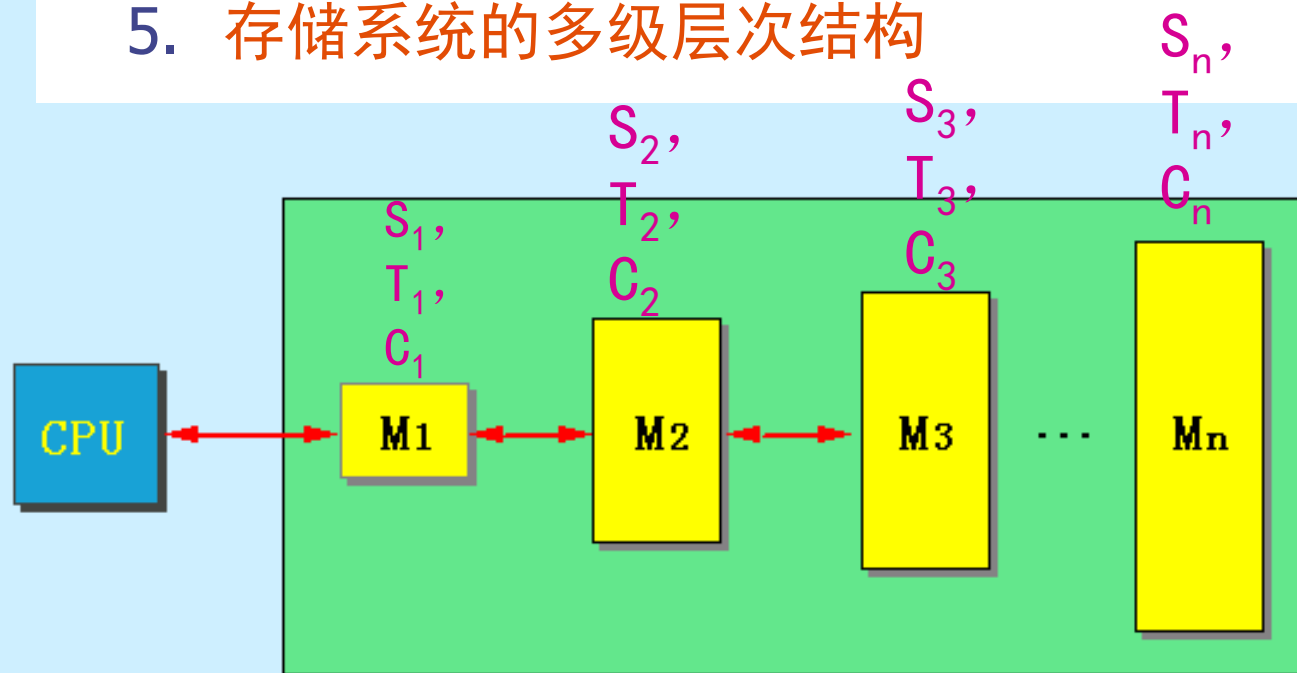 5. 存储系统的多级层次结构
S1,
T1,
C1
S2,
T2,
C2
S3,
T3,
C3
Sn,
Tn,
Cn
CPU
M1
M2
M3
...
Mn